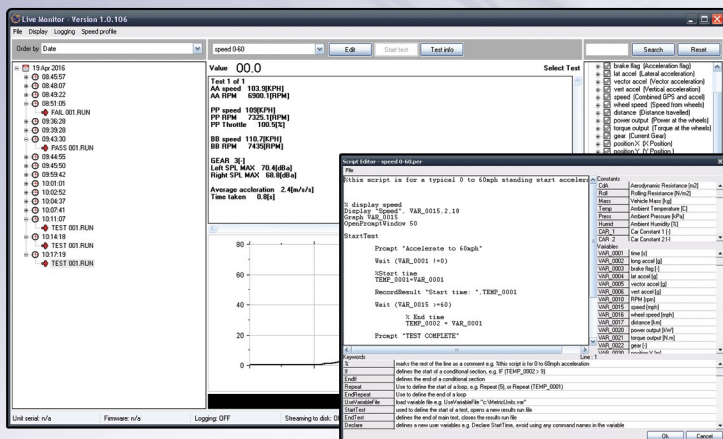 Live Monitor - Version 1.0.106
File Display Logging Speed profile
Order by Date
speed 0-60
Edit
Start test
Test info
Search
Reset
Value 00.0
Select Test
19 Apr 2016
08:45:57
08:48:07
08:49:22
08:51:05
FAIL 001.RUN
09:36:28
09:39:28
09:43:30
PASS 001.RUN
09:44:55
09:45:50
09:59:42
10:01:01
10:02:52
10:04:37
10:07:41
10:11:07
TEST 001.RUN
10:14:18
TEST 001.RUN
10:17:19
TEST 001.RUN
Test 1 of 1
AA speed 103.9[KPH]
AA RPM 6900.1[RPM]
PP speed 109[KPH]
PP RPM 7325.1[RPM]
PP Throttle 100.5[%]
BB speed 110.7[KPH]
BB RPM 7435[RPM]
GEAR 3[-]
Left SPL MAX 70.4[dBa]
Right SPL MAX 68.8[dBa]
Average accleration 2.4[m/s/s]
Time taken 0.8[s]
80
60
40
20
0
brake flag (Acceleration flag)
lat accel (Lateral acceleration)
vector accel (Vector acceleration)
vert accel (Vertical acceleration)
speed (Combined GPS and accel)
wheel speed (Speed from wheels)
distance (Distance travelled)
power output (Power at the wheels)
torque output (Torque at the wheels)
gear (Current Gear)
position X (X Position)
position Y (Y Position)
Script Editor - speed 0-60.per
File
%this script is for a typical 0 to 60mph standing start accelera
% display speed
Display "Speed", VAR_0015,2,18
Graph VAR_0015
OpenPromptWindow 50
StartTest
Prompt "Accelerate to 60mph"
Wait (VAR_0001 !=0)
%Start time
TEMP_0001=VAR_0001
RecordResult "Start time: ",TEMP_0001
Wait (VAR_0015 >=60)
% End time
TEMP_0002 = VAR_0001
Prompt "TEST COMPLETE"
Constants
CdA Aerodynamic Resistance [m2]
Roll Rolling Resistance [N/m2]
Mass Vehicle Mass [kg]
Temp Ambient Temperature [C]
Press Ambient Pressure [kPa]
Humid Ambient Humidity [%]
CAR_1 Car Constant 1 [-]
CAR_2 Car Constant 2 [-]
Variables
VAR_0001 time [s]
VAR_0002 long accel [g]
VAR_0003 brake flag [-]
VAR_0004 lat accel [g]
VAR_0005 vector accel [g]
VAR_0006 vert accel [g]
VAR_0010 RPM [rpm]
VAR_0015 speed [mph]
VAR_0016 wheel speed [mph]
VAR_0017 distance [km]
VAR_0020 power output [kW]
VAR_0021 torque output [N.m]
VAR_0022 gear [-]
VAR_0030 position X [m]
Line : 1
Keywords
% marks the rest of the line as a comment e.g. %this script is for 0 to 60mph acceleration
If defines the start of a conditional section, e.g. IF (TEMP_0002 > 9)
EndIf defines the end of a conditional section
Repeat Use to define the start of a loop, e.g. Repeat (5), or Repeat (TEMP_0001)
EndRepeat Use to define the end of a loop
UseVariableFile load variable file e.g. UseVariableFile "c:\MetricUnits.var"
StartTest used to define the start of a test, opens a new results run file
EndTest defines the end of main test, closes the results run file
Declare defines a new user variables e.g. Declare StartTime, avoid using any command names in the variable
Ok
Cancel
Unit serial: n/a
Firmware: n/a
Logging: OFF
Streaming to disk: